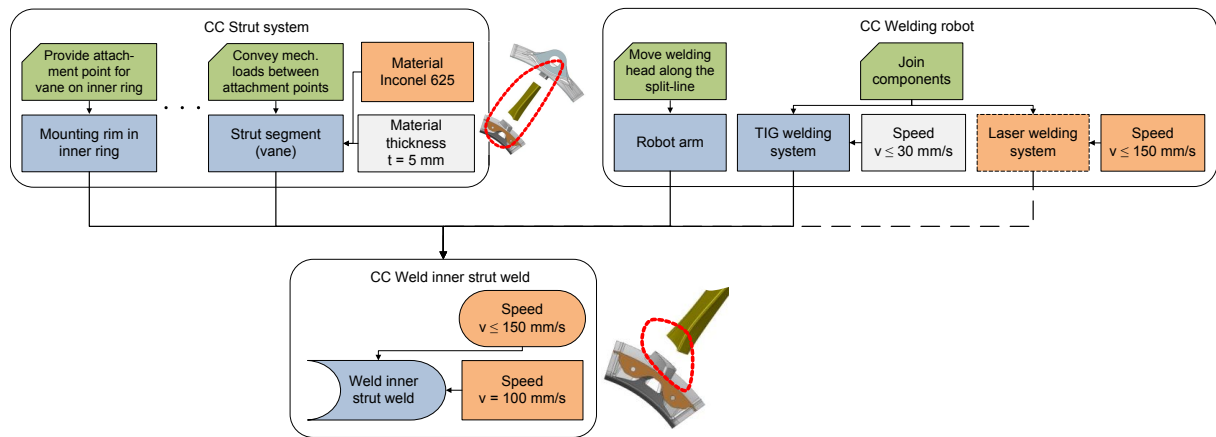 CC Strut system
Provide attach-
ment point for
vane on inner ring
. . .
Convey mech.
loads between
attachment points
Material
Inconel 625
Mounting rim in
inner ring
Strut segment
(vane)
Material
thickness
t = 5 mm
CC Welding robot
Move welding
head along the
split-line
Join
components
Robot arm
TIG welding
system
Speed
v ≤ 30 mm/s
Laser welding
system
Speed
v ≤ 150 mm/s
CC Weld inner strut weld
Speed
v ≤ 150 mm/s
Weld inner
strut weld
Speed
v = 100 mm/s